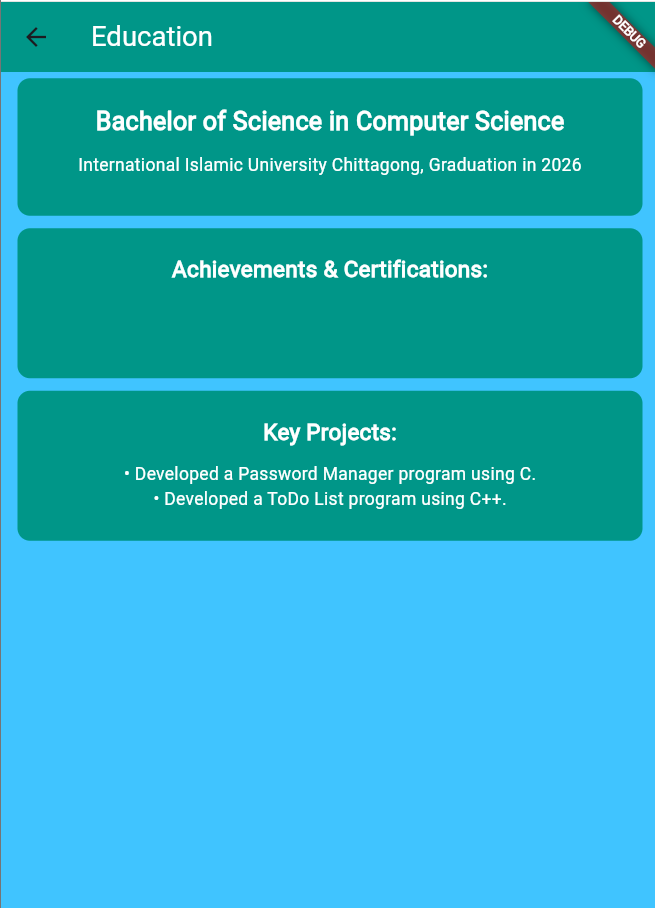 Education
DEBUG
Bachelor of Science in Computer Science
International Islamic University Chittagong, Graduation in 2026
Achievements & Certifications:
Key Projects:
• Developed a Password Manager program using C.
• Developed a ToDo List program using C++.